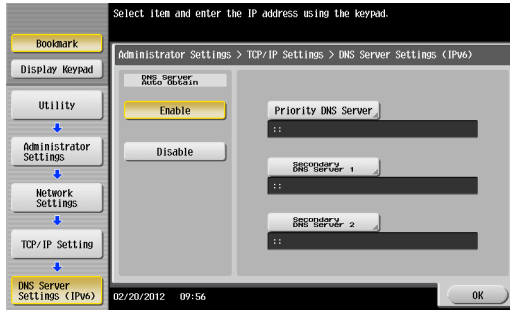 Select item and enter the IP address using the keypad.
Bookmark
Display Keypad
Utility
Administrator
Settings
Network
Settings
TCP/IP Setting
DNS Server
Settings (IPv6)
Administrator Settings > TCP/IP Settings > DNS Server Settings (IPv6)
DNS Server
Auto Obtain
Enable
Disable
Priority DNS Server
::
Secondary
DNS Server 1
::
Secondary
DNS Server 2
::
02/20/2012 09:56
OK